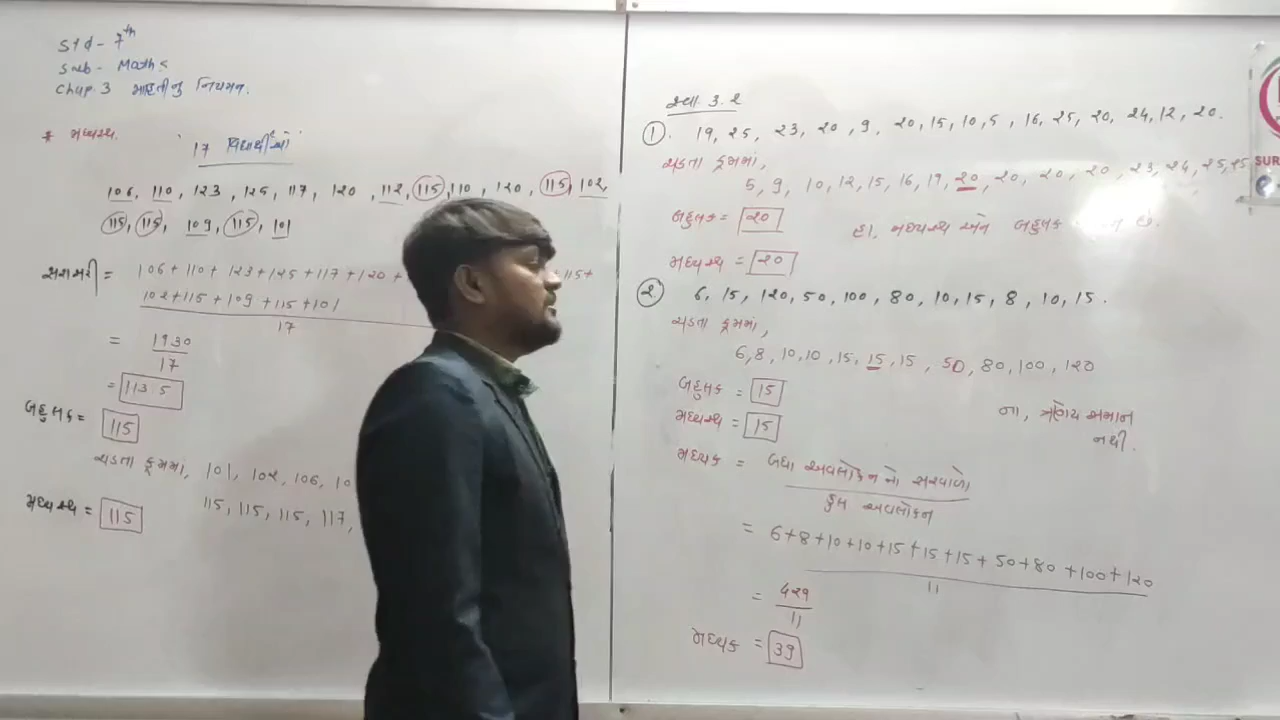 Std - 7th
Sub - Maths
Chap. 3 માહિતીનું નિયમન.
* મધ્યસ્થ.
17 વિદ્યાર્થીઓ
106, 110, 123, 125, 117, 120, 112, 115, 110, 120, 115, 102,
115, 115, 109, 115, 101
સરાસરી = 106 + 110 + 123 + 125 + 117 + 120 + 115 +
102 + 115 + 109 + 115 + 101
17
= 1930
17
= 113.5
બહુલક = 115
ચડતા ક્રમમાં, 101, 102, 106, 10
115, 115, 115, 117,
મધ્યસ્થ = 115
સ્વા. 3.2
1. 19, 25, 23, 20, 9, 20, 15, 10, 5, 16, 25, 20, 24, 12, 20.
ચડતા ક્રમમાં,
5, 9, 10, 12, 15, 16, 19, 20, 20, 20, 20, 23, 24, 25, 25
બહુલક = 20
હા, મધ્યસ્થ અને બહુલક છે.
મધ્યસ્થ = 20
2 6, 15, 120, 50, 100, 80, 10, 15, 8, 10, 15.
ચડતા ક્રમમાં,
6, 8, 10, 10, 15, 15, 15, 50, 80, 100, 120
બહુલક = 15
ના, ત્રણેય સમાન
નથી.
મધ્યસ્થ = 15
મધ્યક = બધા અવલોકન નો સરવાળો
કુલ અવલોકન
= 6+8+10+10+15+15+15+50+80+100+120
11
= 429
11
મધ્યક = 39
SUR